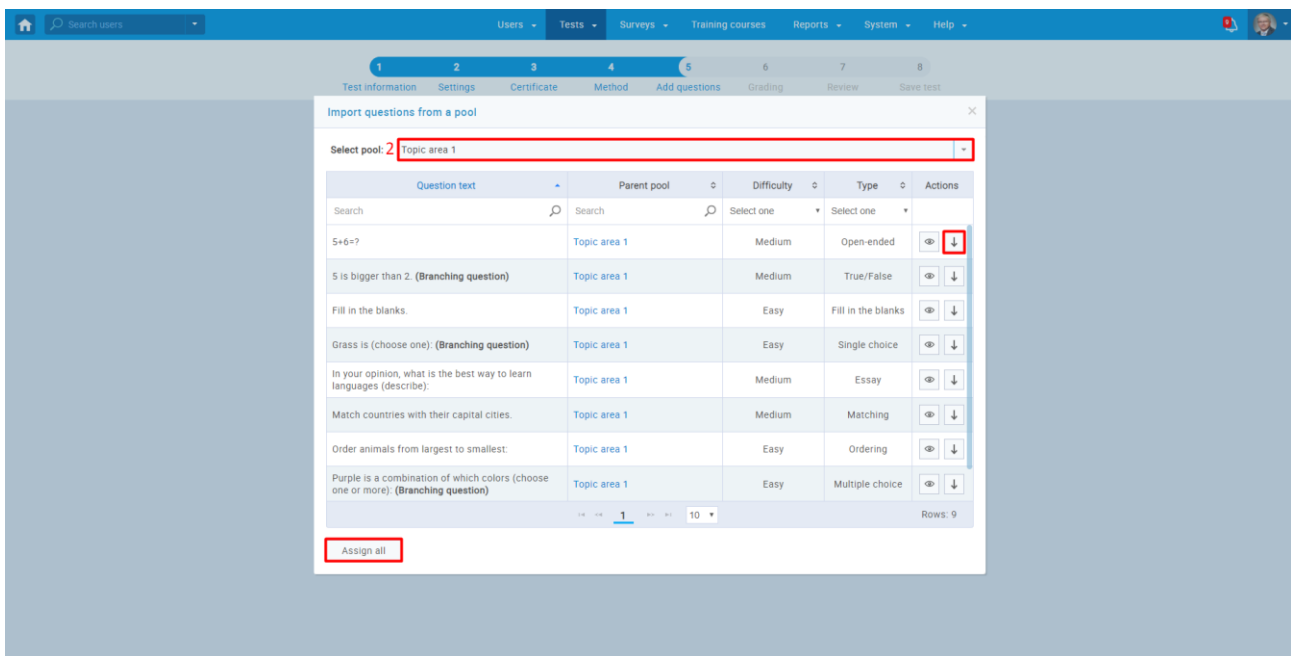 Search users
Users Tests Surveys Training courses Reports System Help
1 2 3 4 5 6 7 8
Test information Settings Certificate Method Add questions Grading Review Save test
Import questions from a pool
Select pool: 2 Topic area 1
Question text Parent pool Difficulty Type Actions
Search Search Select one Select one
5+6=? Topic area 1 Medium Open-ended
5 is bigger than 2. (Branching question) Topic area 1 Medium True/False
Fill in the blanks. Topic area 1 Easy Fill in the blanks
Grass is (choose one): (Branching question) Topic area 1 Easy Single choice
In your opinion, what is the best way to learn
languages (describe): Topic area 1 Medium Essay
Match countries with their capital cities. Topic area 1 Medium Matching
Order animals from largest to smallest: Topic area 1 Easy Ordering
Purple is a combination of which colors (choose
one or more): (Branching question) Topic area 1 Easy Multiple choice
1 10 Rows: 9
Assign all